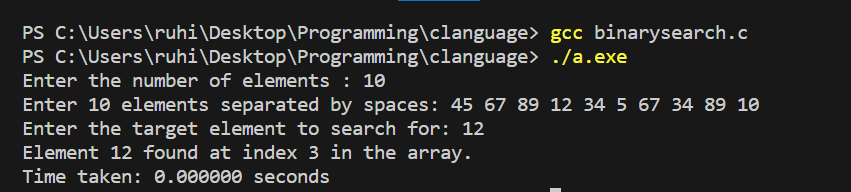 PS C:\Users\ruhi\Desktop\Programming\clanguage> gcc binarysearch.c
PS C:\Users\ruhi\Desktop\Programming\clanguage> ./a.exe
Enter the number of elements : 10
Enter 10 elements separated by spaces: 45 67 89 12 34 5 67 34 89 10
Enter the target element to search for: 12
Element 12 found at index 3 in the array.
Time taken: 0.000000 seconds